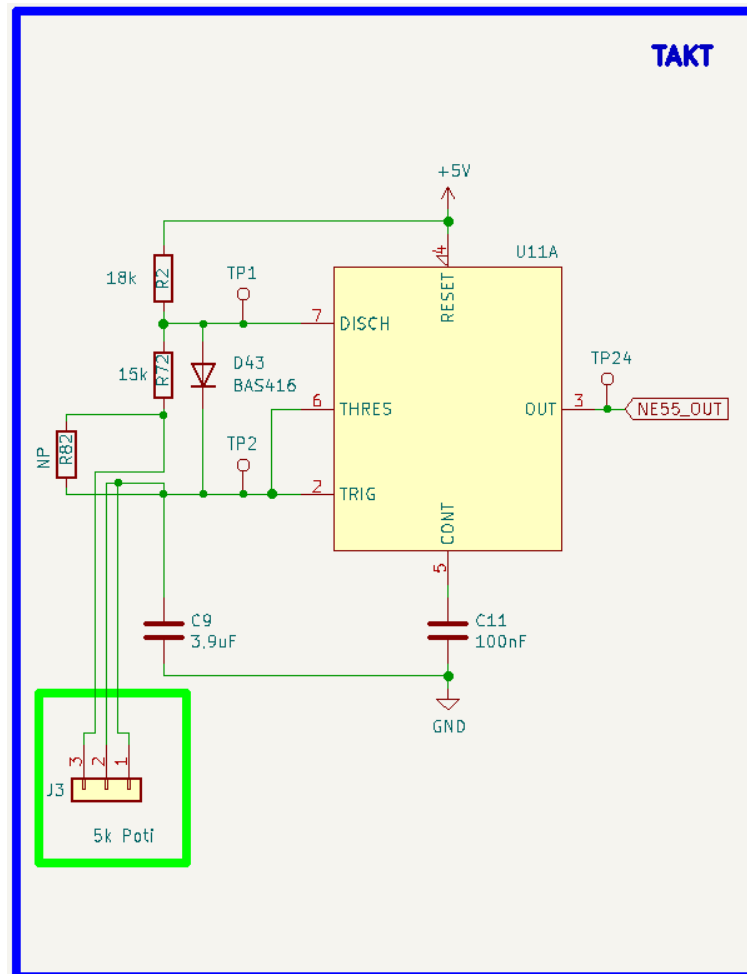 TAKT
+5V
4
U11A
RESET
18k
R2
TP1
7
DISCH
15k
R72
D43
BAS416
TP24
6
THRES
OUT
3
NE55_OUT
NP
R82
TP2
2
TRIG
CONT
5
C9
3.9uF
C11
100nF
GND
3
2
1
J3
5k Poti